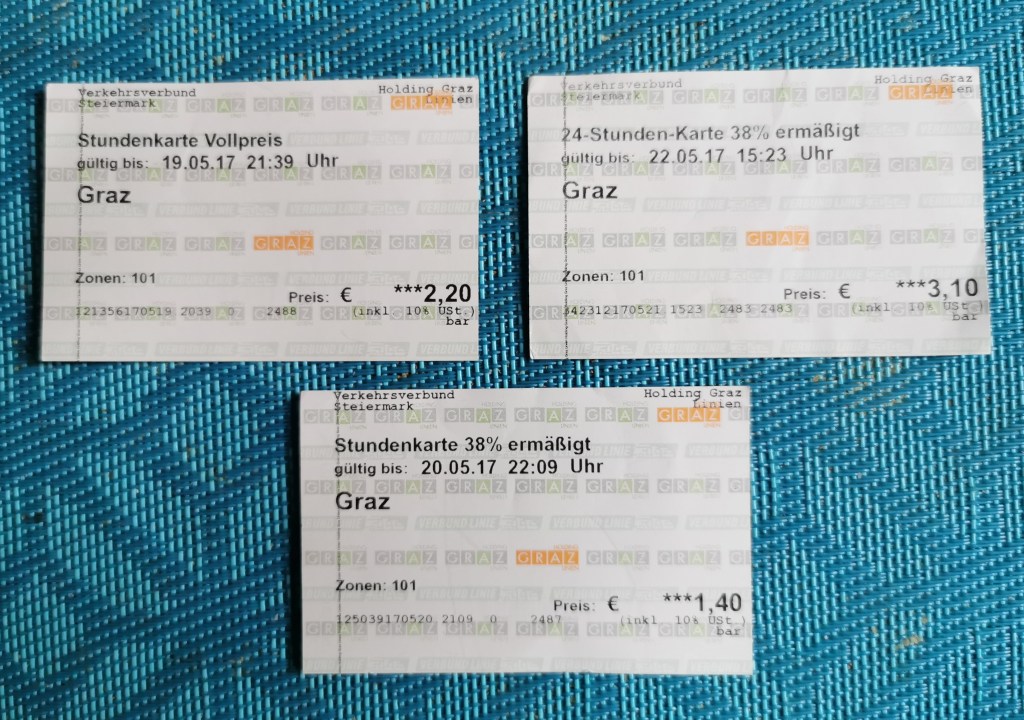 Verkehrsverbund Holding Graz
Steiermark Linien
Stundenkarte Vollpreis
gültig bis: 19.05.17 21:39 Uhr
Graz
GRAZ
Zonen: 101
Preis: € ***2,20
121356170519 2039 0 2488 (inkl 10% USt.)
bar
Verkehrsverbund Holding Graz
Steiermark Linien
24-Stunden-Karte 38% ermäßigt
gültig bis: 22.05.17 15:23 Uhr
Graz
GRAZ
Zonen: 101
Preis: € ***3,10
342312170521 1523 2483 2483 (inkl 10% USt.)
bar
Verkehrsverbund Holding Graz
Steiermark Linien
Stundenkarte 38% ermäßigt
gültig bis: 20.05.17 22:09 Uhr
Graz
GRAZ
Zonen: 101
Preis: € ***1,40
125039170520 2109 0 2487 (inkl 10% USt.)
bar